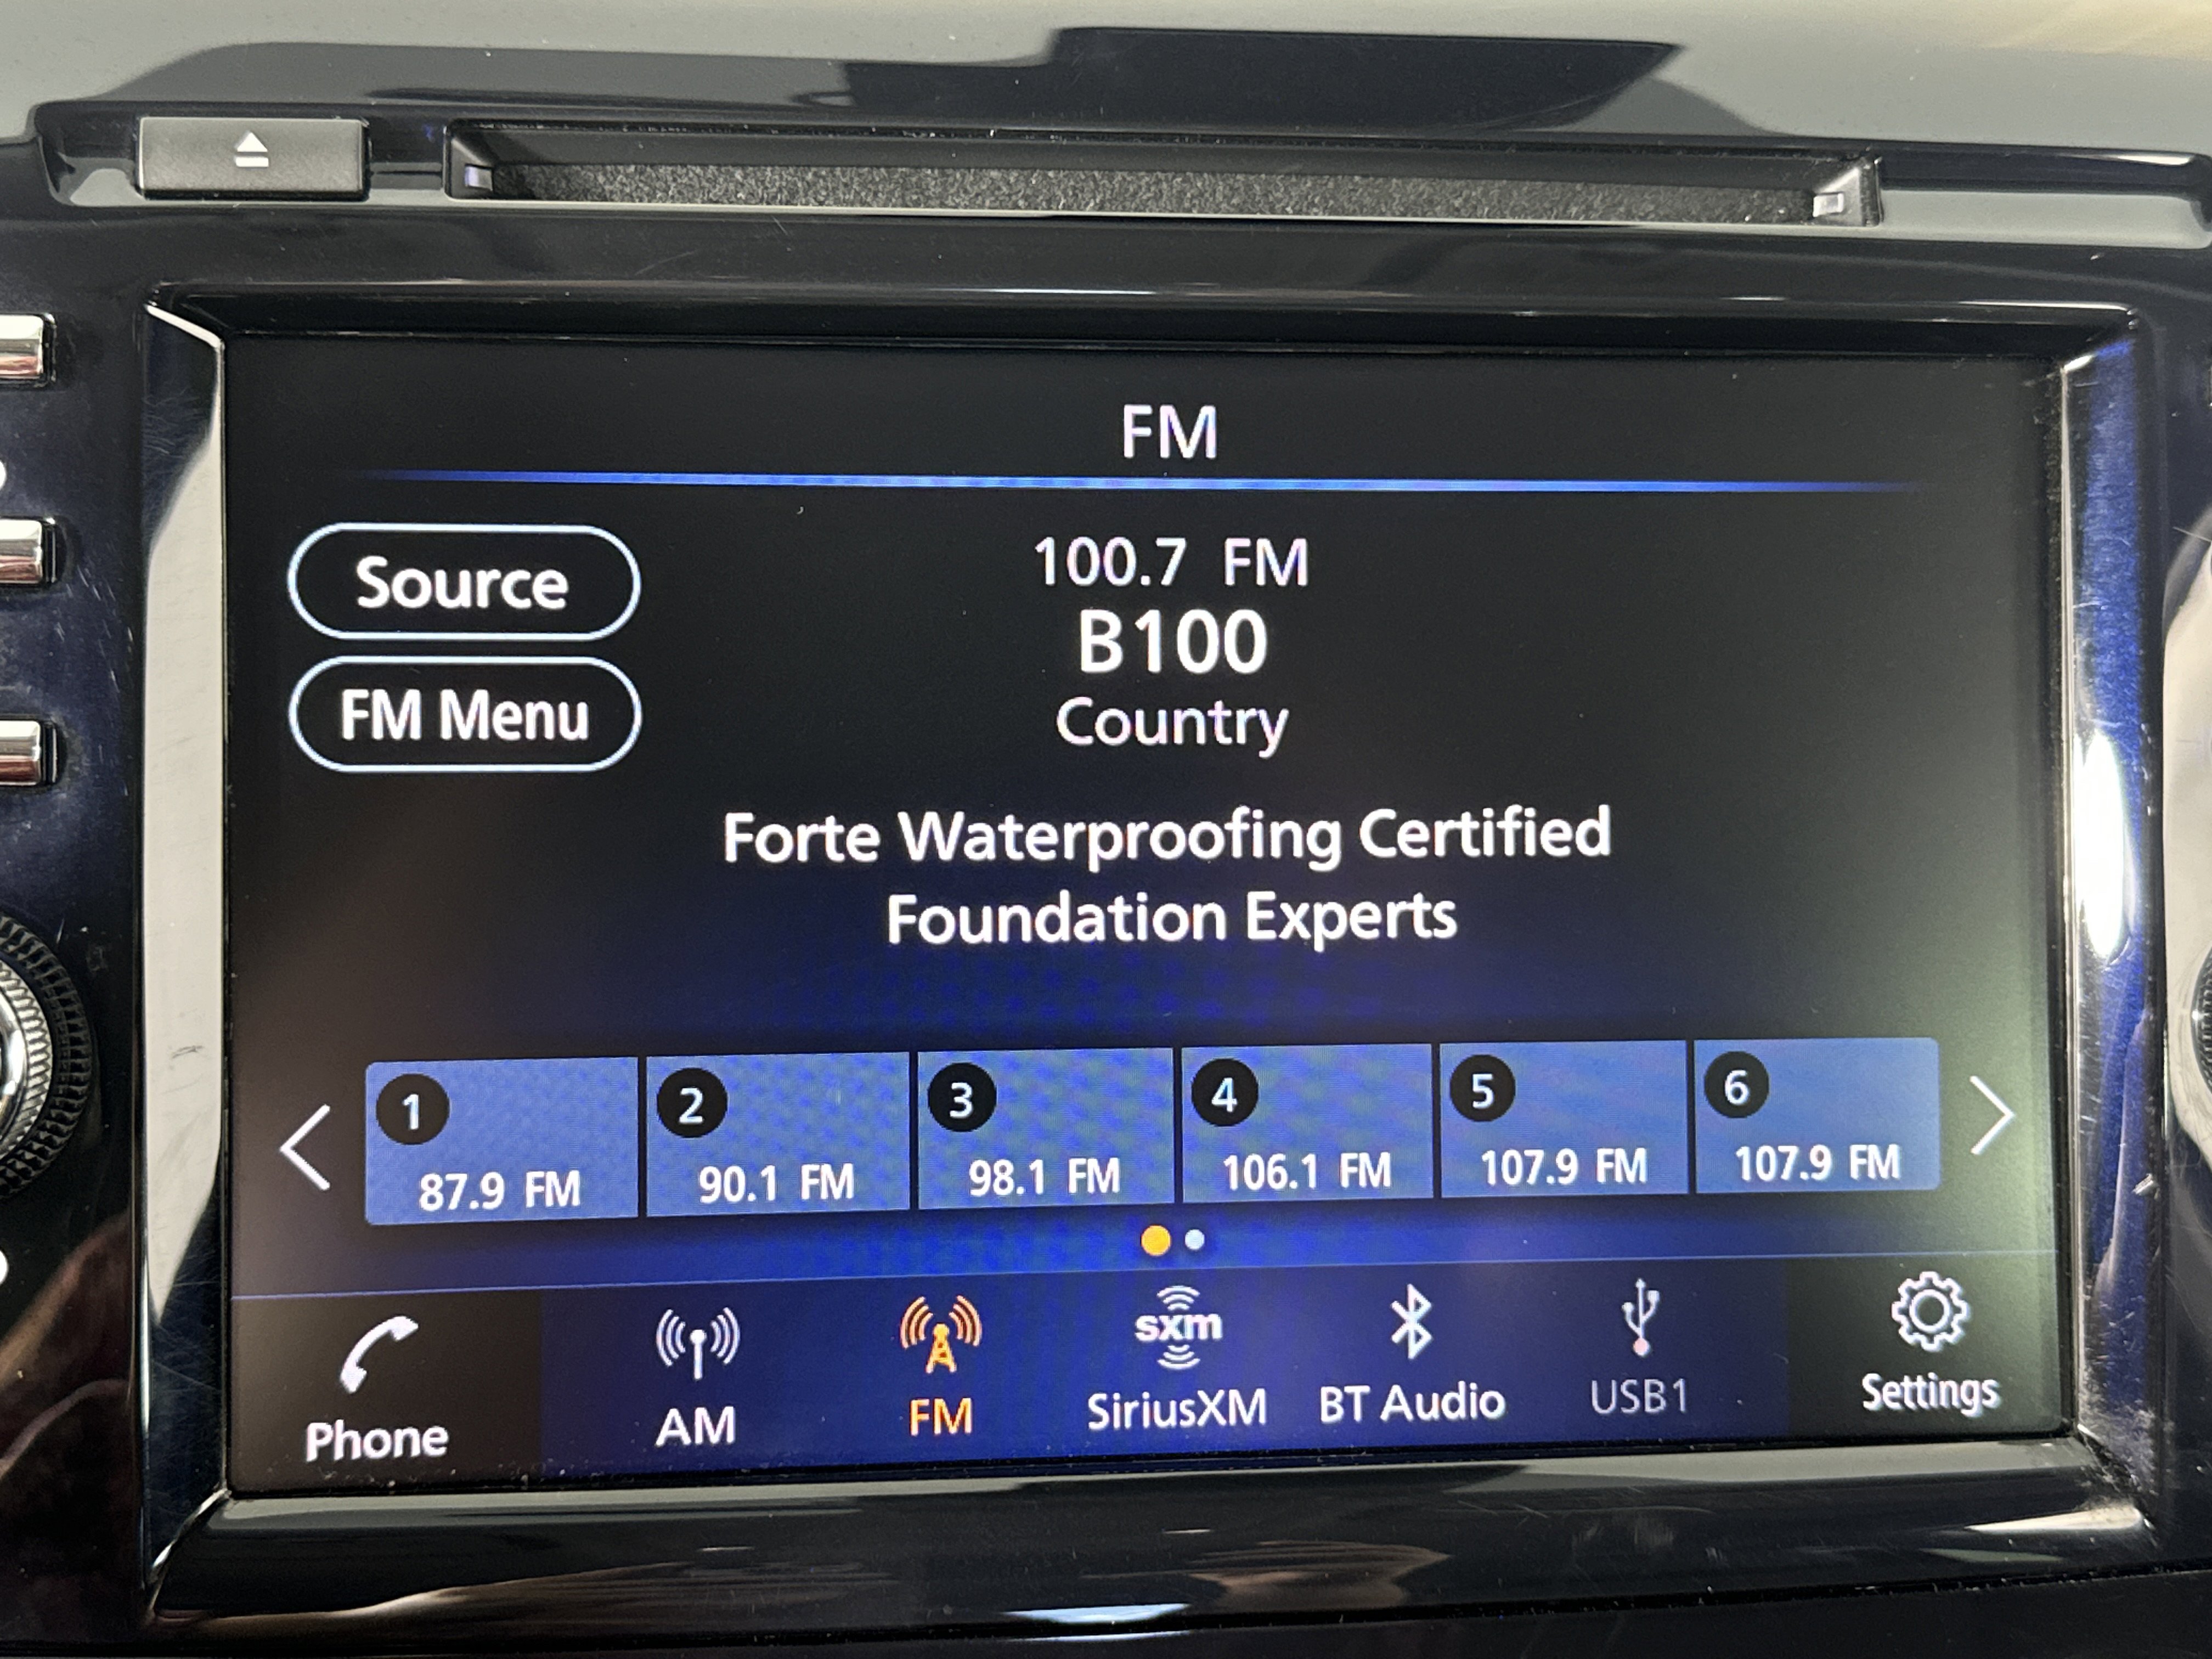 FM
Source
100.7 FM
B100
FM Menu
Country
Forte Waterproofing Certified
Foundation Experts
1
2
3
4
5
6
87.9 FM
90.1 FM
98.1 FM
106.1 FM
107.9 FM
107.9 FM
sxm
Phone
AM
FM
SiriusXM
BT Audio
USB1
Settings